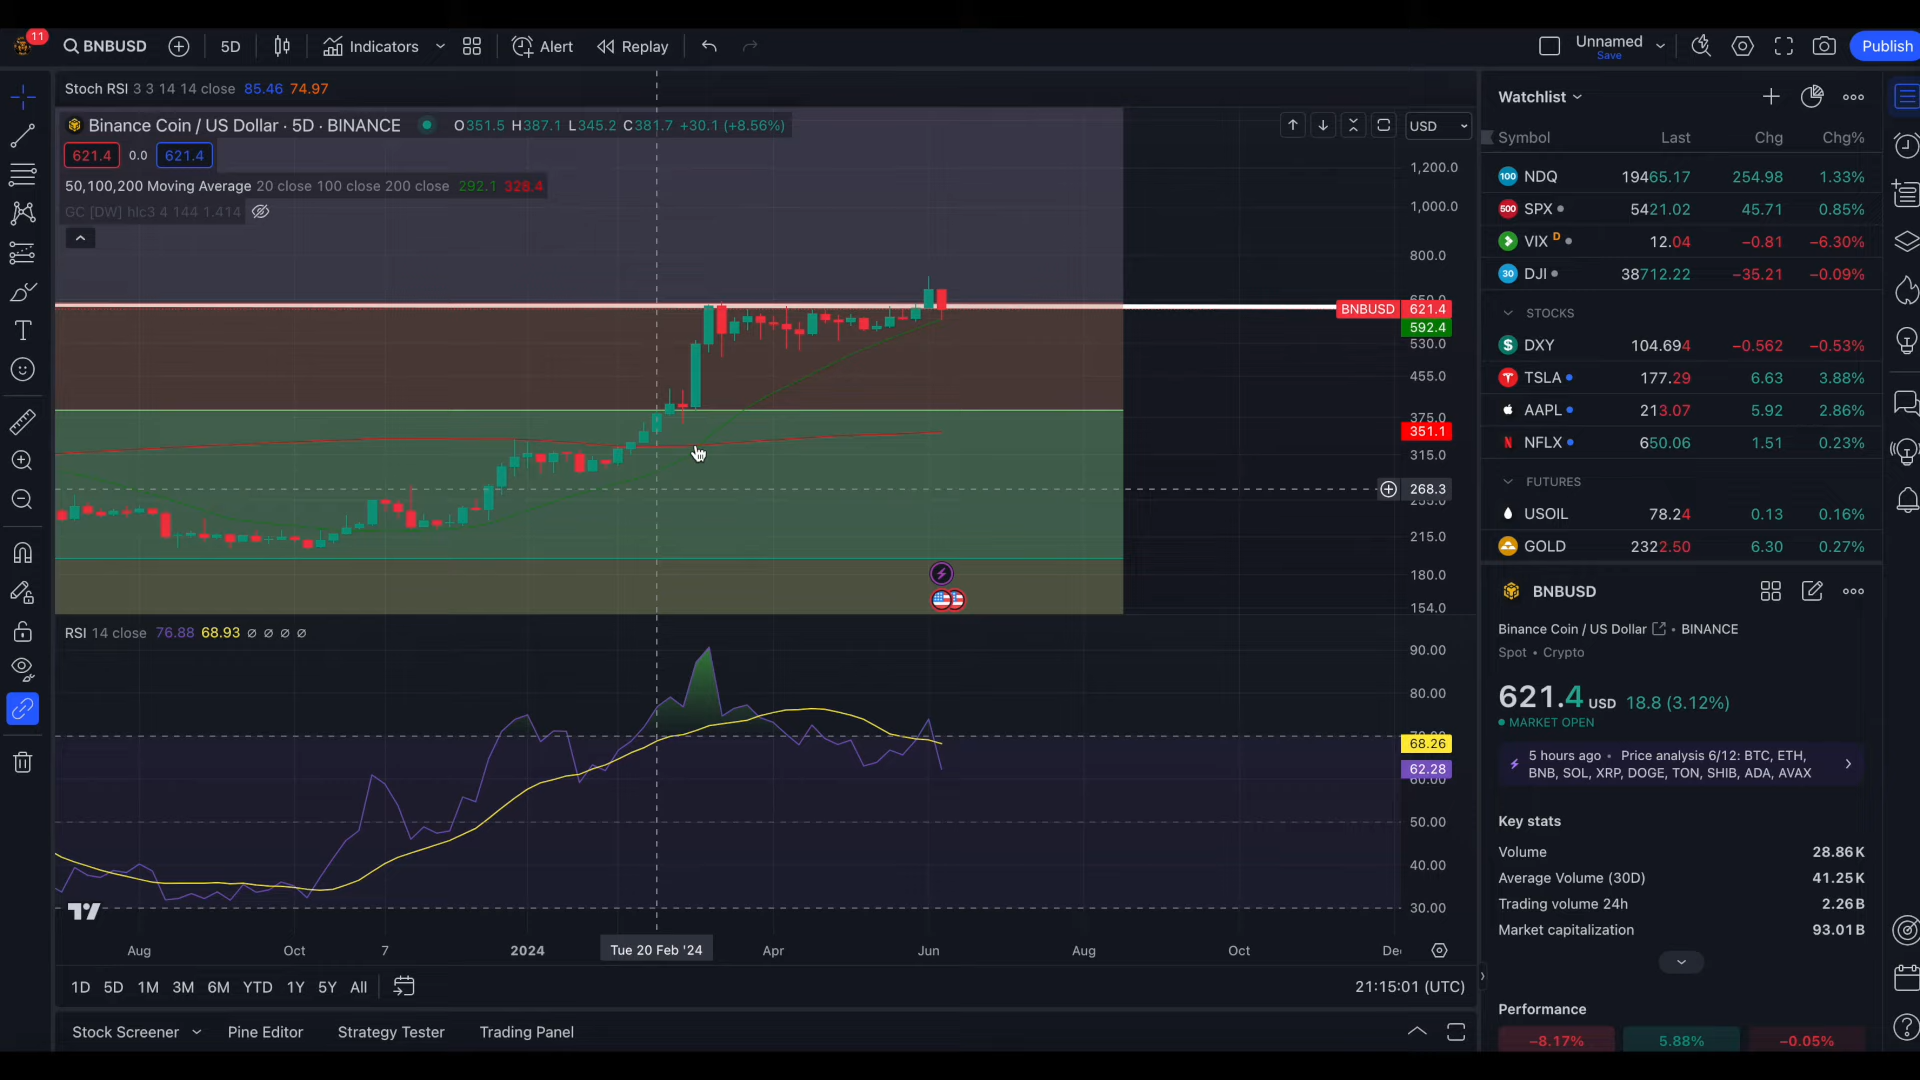 11
BNBUSD
5D
Indicators
Alert
Replay
Unnamed
Save
Publish
Stoch RSI 3 3 14 14 close 85.46 74.97
Binance Coin / US Dollar · 5D · BINANCE O351.5 H387.1 L345.2 C381.7 +30.1 (+8.56%)
USD
621.4 0.0 621.4
50,100,200 Moving Average 20 close 100 close 200 close 292.1 328.4
GC [DW] hlc3 4 144 1.414
1,200.0
1,000.0
800.0
BNBUSD 621.4
592.4
530.0
455.0
375.0
351.1
315.0
268.3
215.0
180.0
154.0
RSI 14 close 76.88 68.93 ∅ ∅ ∅ ∅
90.00
80.00
68.26
62.28
50.00
40.00
30.00
Aug Oct 7 2024 Tue 20 Feb '24 Apr Jun Aug Oct De
1D 5D 1M 3M 6M YTD 1Y 5Y All
21:15:01 (UTC)
Stock Screener Pine Editor Strategy Tester Trading Panel
Watchlist
Symbol Last Chg Chg%
100 NDQ 19465.17 254.98 1.33%
500 SPX 5421.02 45.71 0.85%
VIX D 12.04 −0.81 −6.30%
30 DJI 38712.22 −35.21 −0.09%
STOCKS
DXY 104.694 −0.562 −0.53%
TSLA 177.29 6.63 3.88%
AAPL 213.07 5.92 2.86%
NFLX 650.06 1.51 0.23%
FUTURES
USOIL 78.24 0.13 0.16%
GOLD 2322.50 6.30 0.27%
BNBUSD
Binance Coin / US Dollar • BINANCE
Spot • Crypto
621.4 USD 18.8 (3.12%)
MARKET OPEN
5 hours ago • Price analysis 6/12: BTC, ETH,
BNB, SOL, XRP, DOGE, TON, SHIB, ADA, AVAX
Key stats
Volume 28.86K
Average Volume (30D) 41.25K
Trading volume 24h 2.26B
Market capitalization 93.01B
Performance
−8.17% 5.88% −0.05%